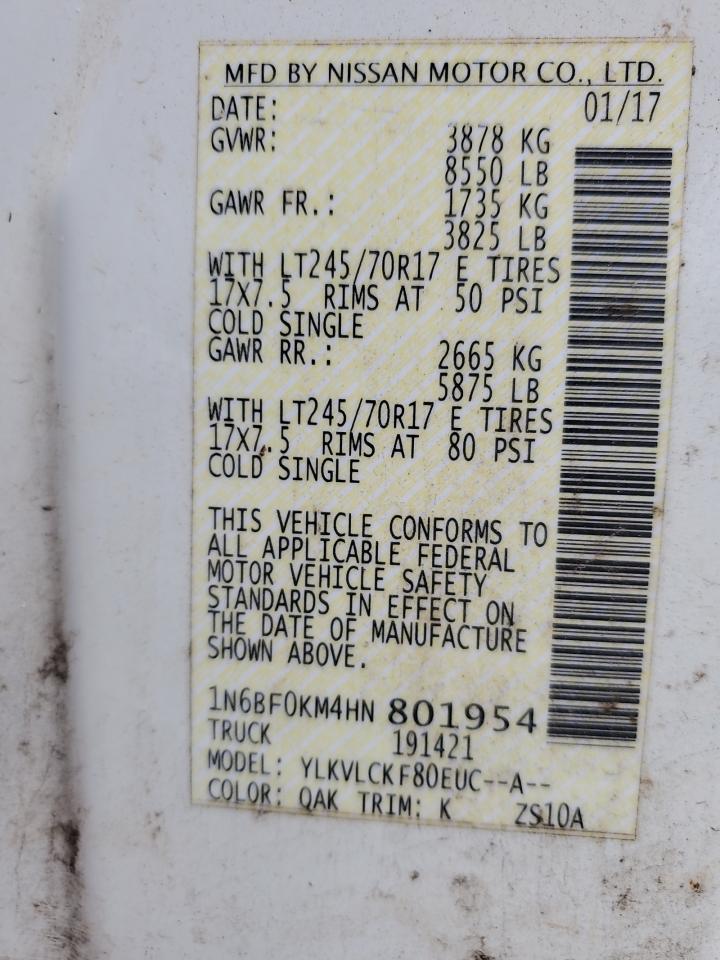 MFD BY NISSAN MOTOR CO., LTD.
DATE: 01/17
GVWR: 3878 KG
8550 LB
GAWR FR.: 1735 KG
3825 LB
WITH LT245/70R17 E TIRES
17X7.5 RIMS AT 50 PSI
COLD SINGLE
GAWR RR.: 2665 KG
5875 LB
WITH LT245/70R17 E TIRES
17X7.5 RIMS AT 80 PSI
COLD SINGLE
THIS VEHICLE CONFORMS TO
ALL APPLICABLE FEDERAL
MOTOR VEHICLE SAFETY
STANDARDS IN EFFECT ON
THE DATE OF MANUFACTURE
SHOWN ABOVE.
1N6BF0KM4HN 801954
TRUCK 191421
MODEL: YLKVLCKF80EUC--A--
COLOR: QAK TRIM: K ZS10A